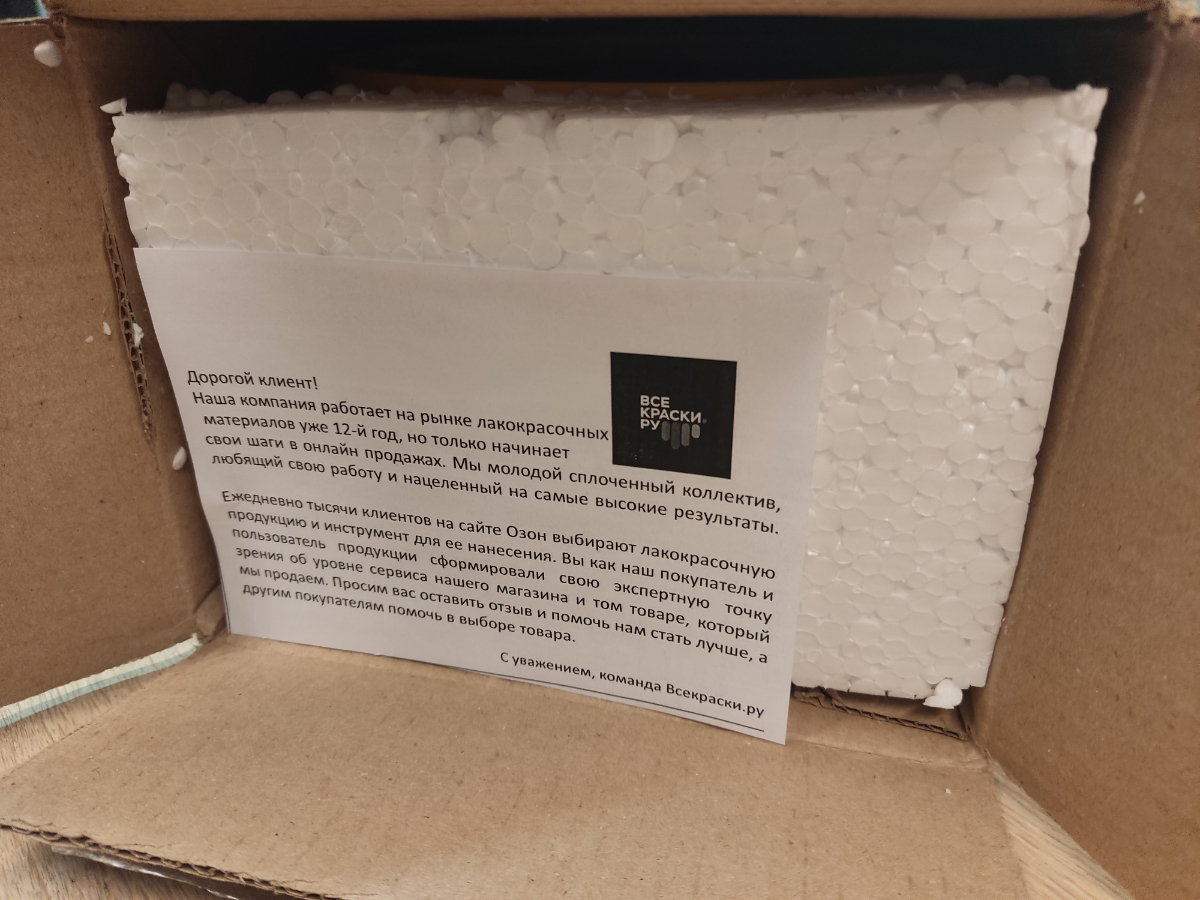 Дорогой клиент!
Наша компания работает на рынке лакокрасочных
материалов уже 12-й год, но только начинает
свои шаги в онлайн продажах. Мы молодой сплоченный коллектив,
любящий свою работу и нацеленный на самые высокие результаты.
ВСЕ
КРАСКИ
РУ
Ежедневно тысячи клиентов на сайте Озон выбирают лакокрасочную
продукцию и инструмент для ее нанесения. Вы как наш покупатель и
пользователь продукции сформировали свою экспертную точку
зрения об уровне сервиса нашего магазина и том товаре, который
мы продаем. Просим вас оставить отзыв и помочь нам стать лучше, а
другим покупателям помочь в выборе товара.
С уважением, команда Всекраски.ру